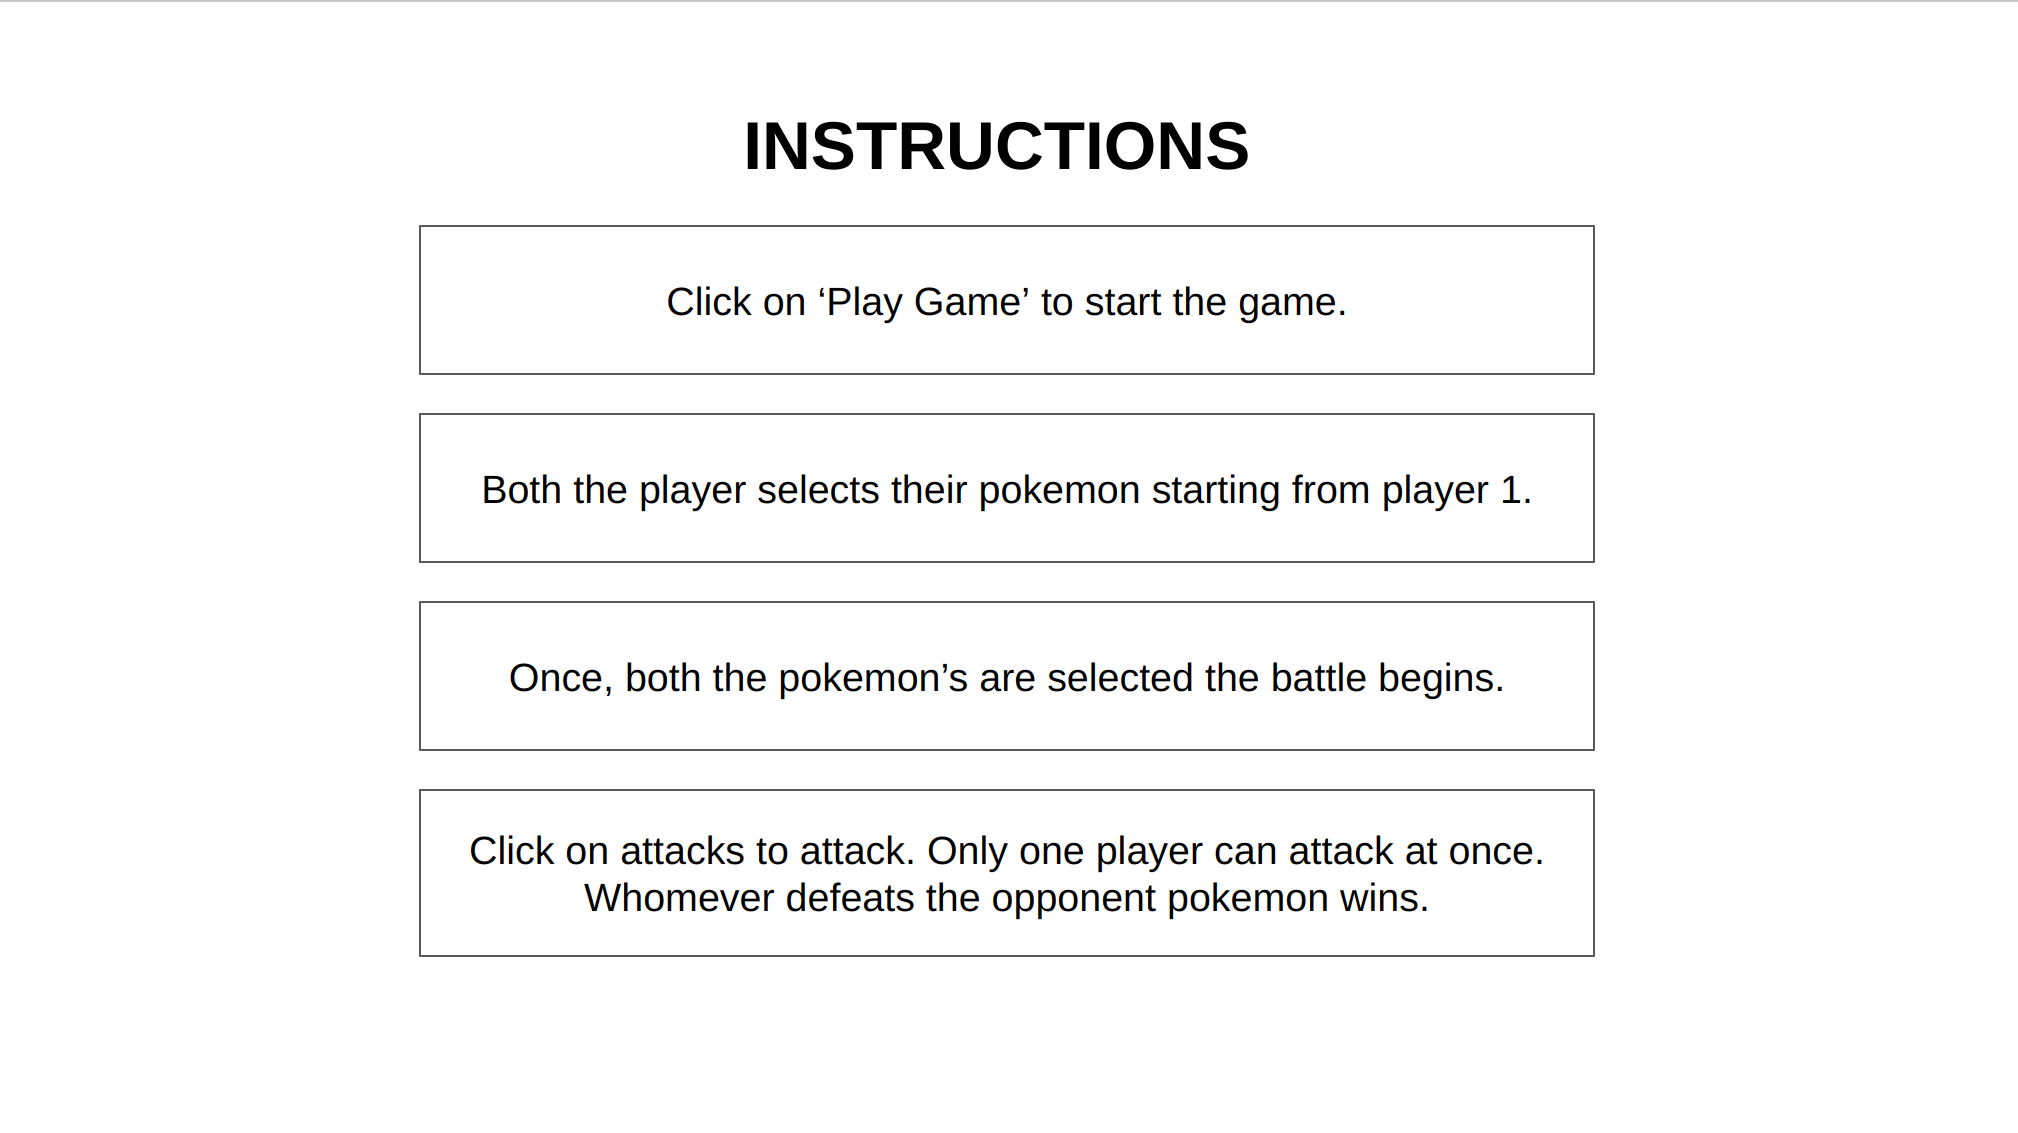 INSTRUCTIONS
Click on ‘Play Game’ to start the game.
Both the player selects their pokemon starting from player 1.
Once, both the pokemon’s are selected the battle begins.
Click on attacks to attack. Only one player can attack at once.
Whomever defeats the opponent pokemon wins.